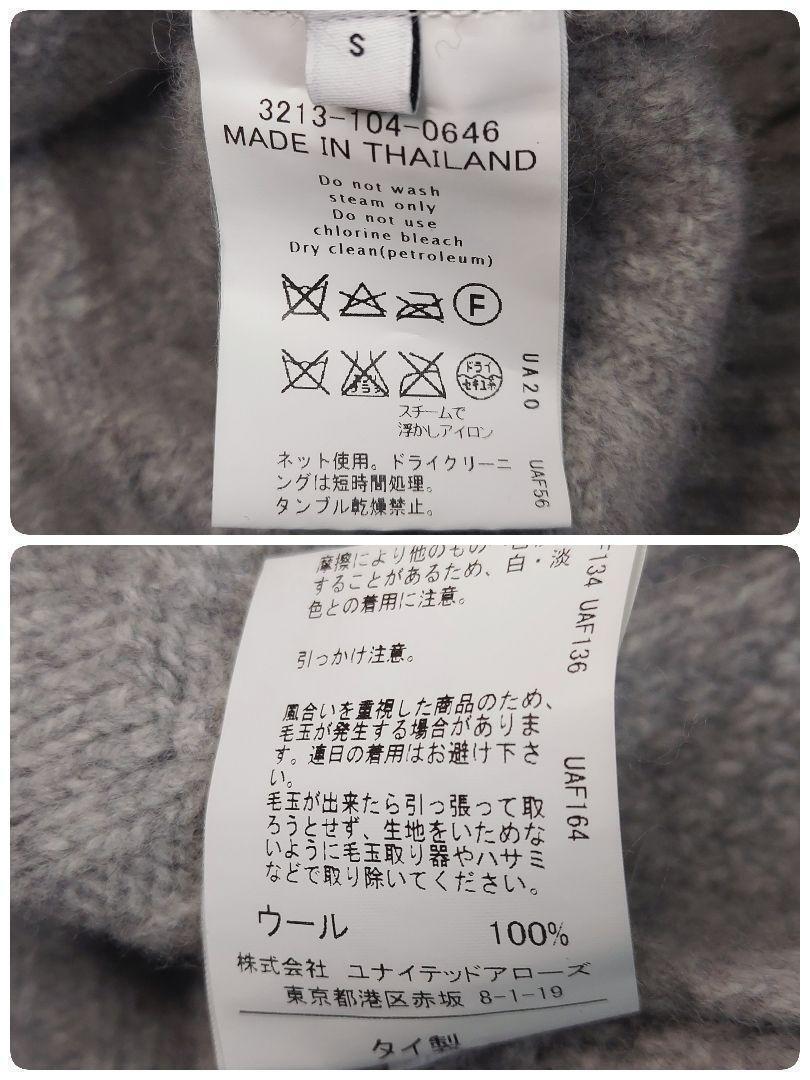 S
3213-104-0646
MADE IN THAILAND
Do not wash
steam only
Do not use
chlorine bleach
Dry clean(petroleum)
F
ドライ
セキユ系
UA20
スチームで
浮かしアイロン
ネット使用。ドライクリーニ
ングは短時間処理。
タンブル乾燥禁止。
UAF56
摩擦により他のもの
することがあるため、白・淡
色との着用に注意。
引っかけ注意。
風合いを重視した商品のため、
毛玉が発生する場合がありま
す。連日の着用はお避け下さ
い。
毛玉が出来たら引っ張って取
ろうとせず、生地をいためな
いように毛玉取り器やハサミ
などで取り除いてください。
F134 UAF136
UAF164
ウール 100%
株式会社 ユナイテッドアローズ
東京都港区赤坂 8-1-19
タイ製